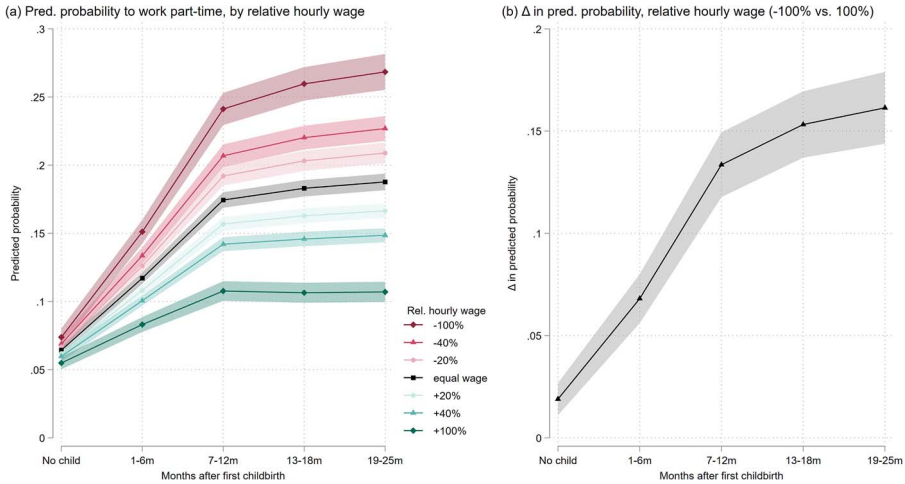 (a) Pred. probability to work part-time, by relative hourly wage
.3
.25
.2
.15
.1
.05
0
Predicted probability
No child
1-6m
7-12m
13-18m
19-25m
Months after first childbirth
Rel. hourly wage
-100%
-40%
-20%
equal wage
+20%
+40%
+100%
(b) Δ in pred. probability, relative hourly wage (-100% vs. 100%)
.2
.15
.1
.05
0
Δ in predicted probability
No child
1-6m
7-12m
13-18m
19-25m
Months after first childbirth